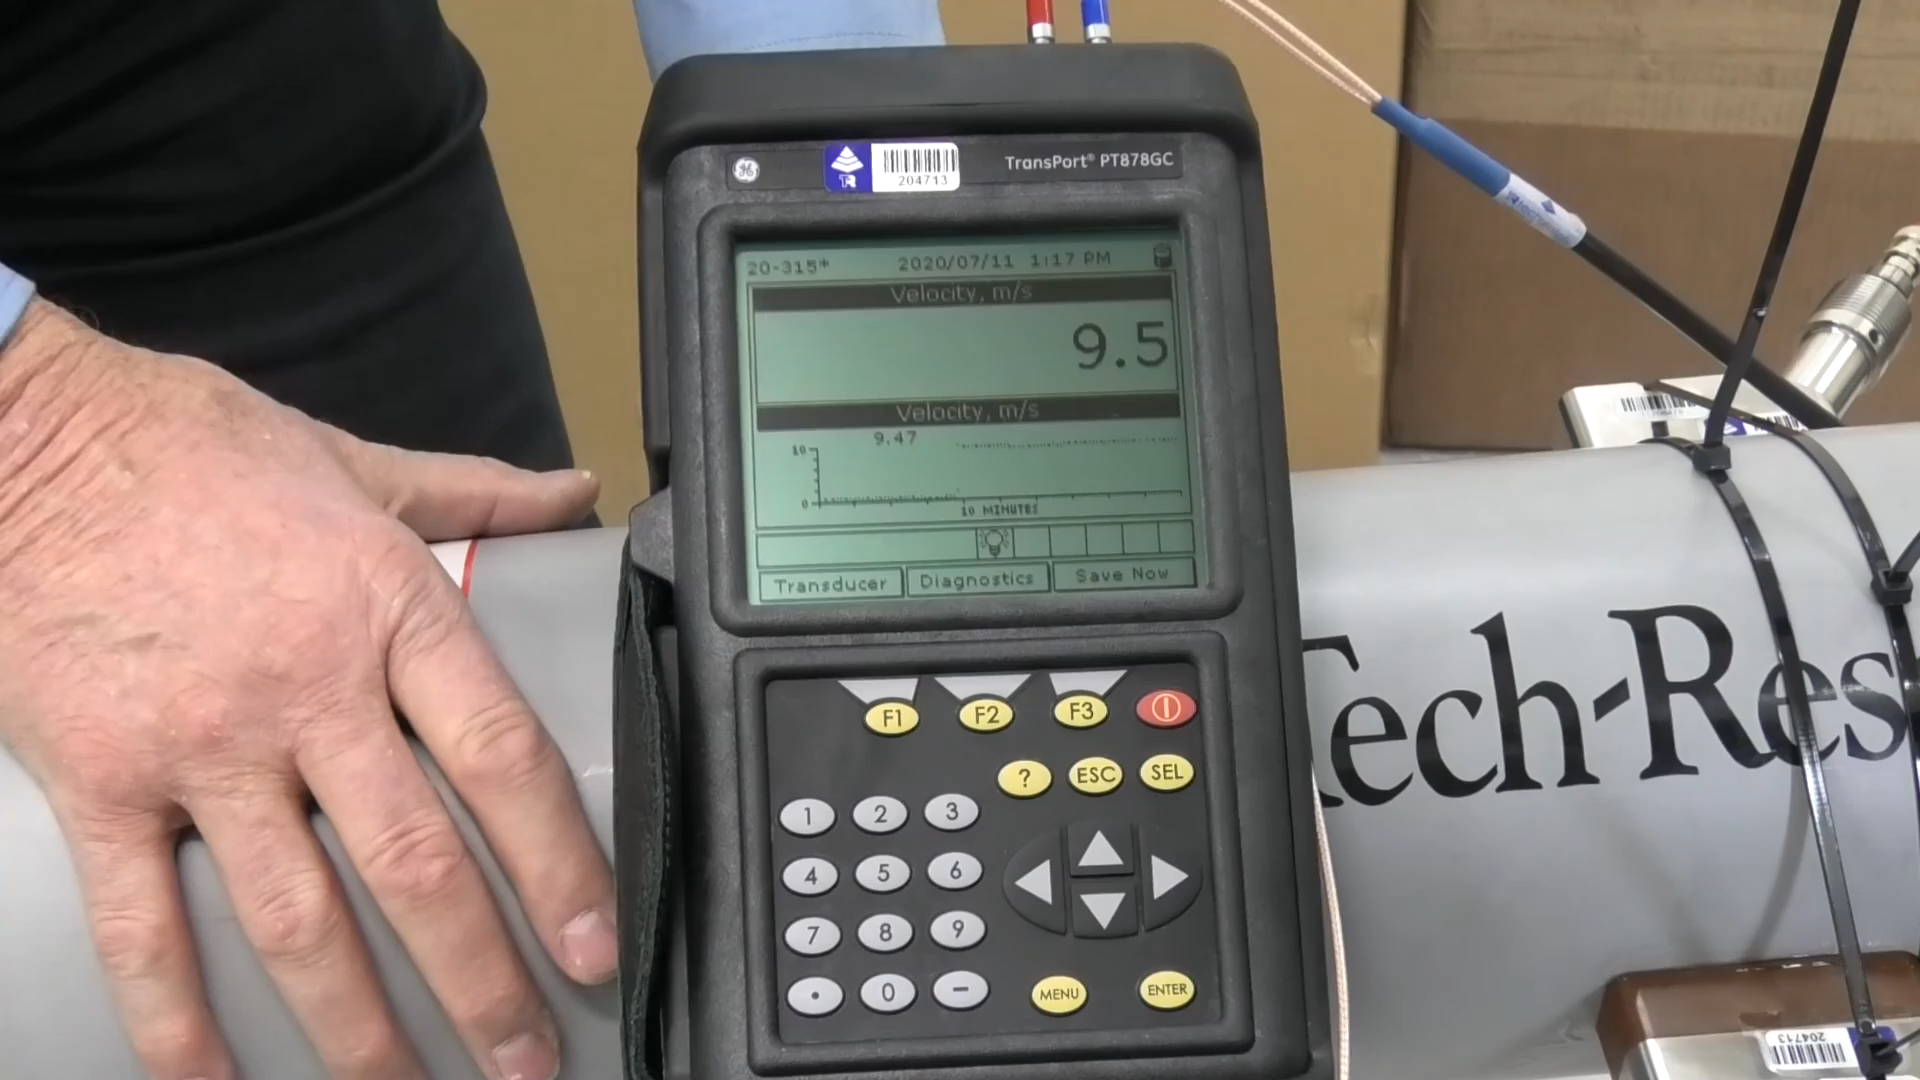 GE
TR
204713
TransPort® PT878GC
20-315* 2020/07/11 1:17 PM
Velocity, m/s
9.5
Velocity, m/s
9.47
10
0
10 MINUTES
Transducer Diagnostics Save Now
F1 F2 F3
? ESC SEL
1 2 3
4 5 6
7 8 9
. 0 -
MENU ENTER
Tech-Res
204713